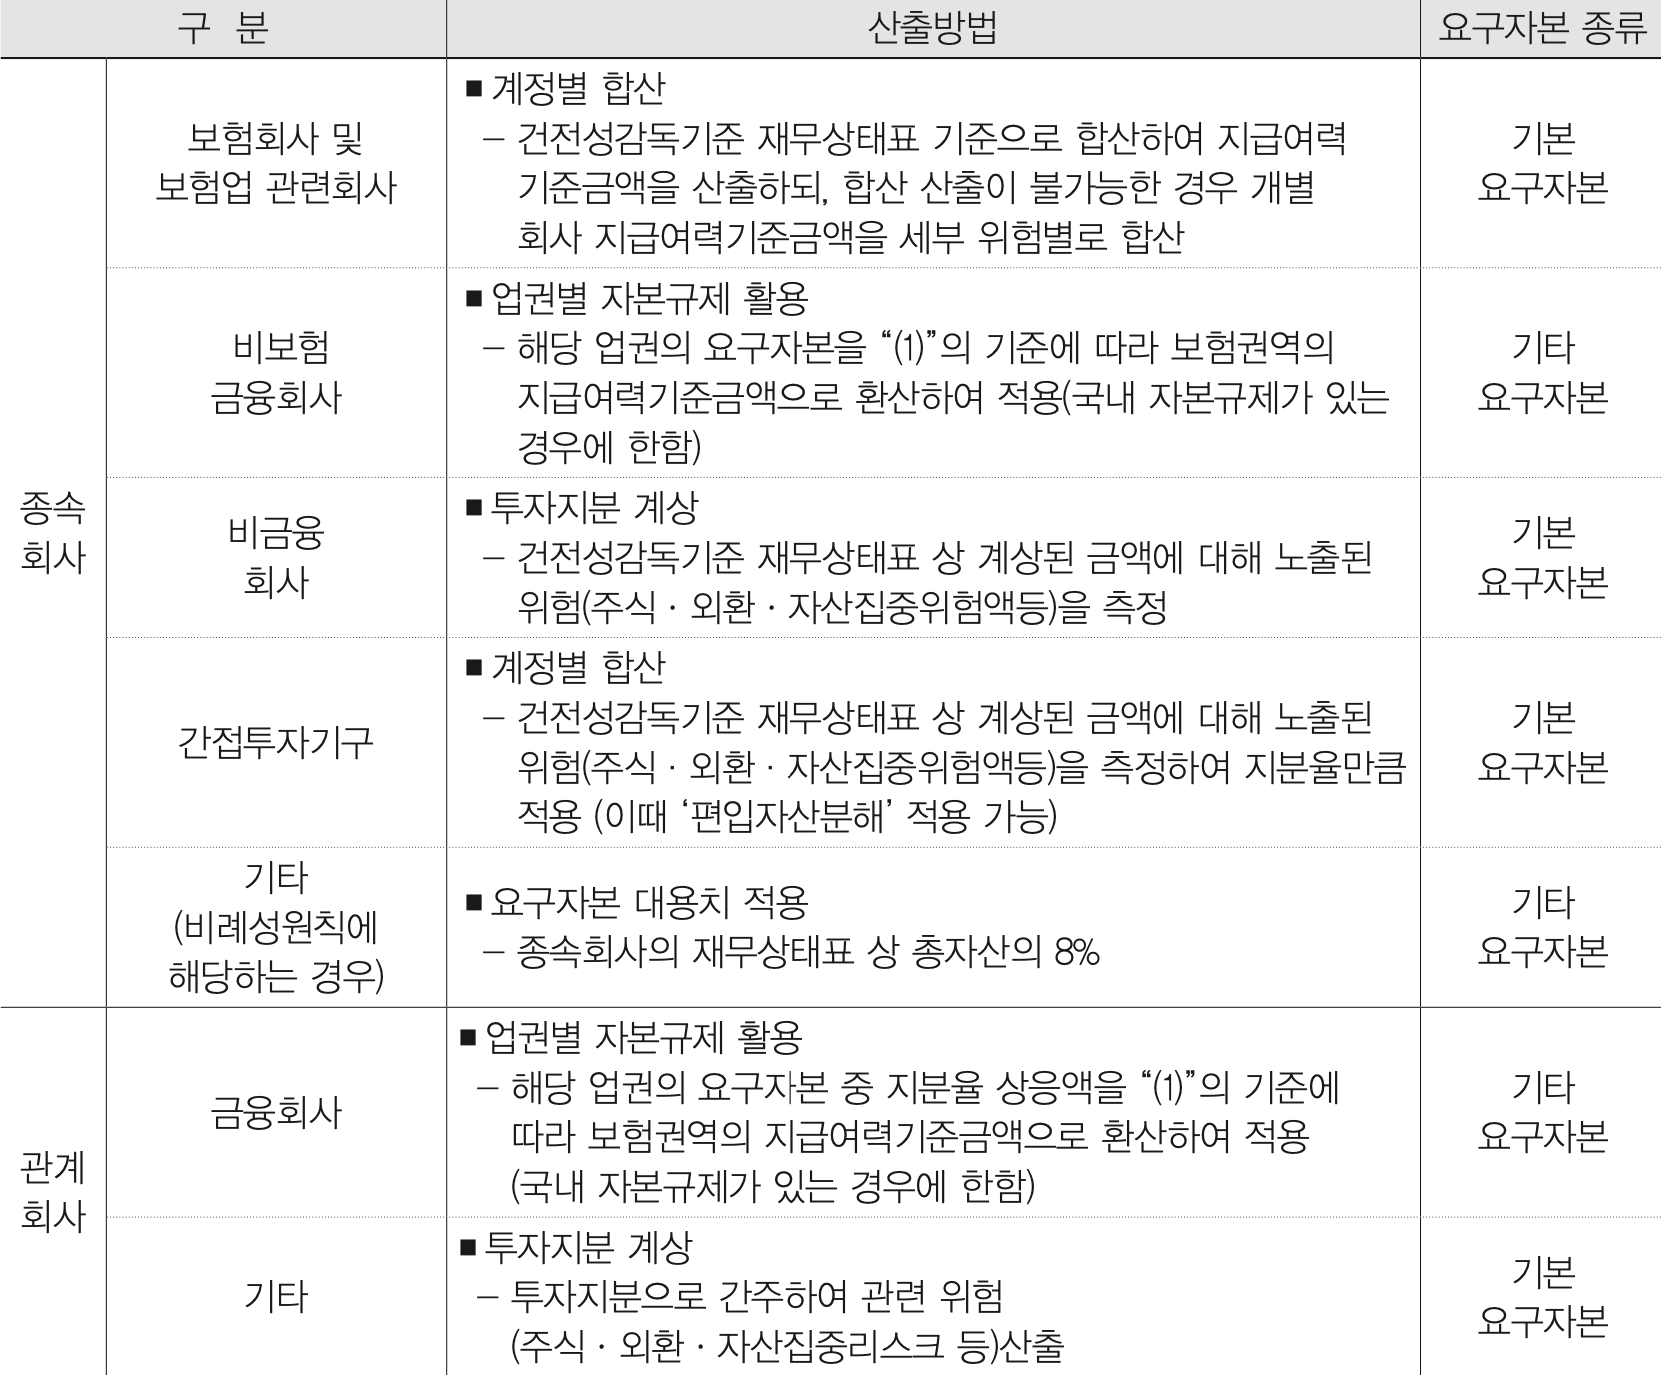 구 분 산출방법 요구자본 종류
종속
회사
보험회사 및
보험업 관련회사
■ 계정별 합산
– 건전성감독기준 재무상태표 기준으로 합산하여 지급여력
기준금액을 산출하되, 합산 산출이 불가능한 경우 개별
회사 지급여력기준금액을 세부 위험별로 합산
기본
요구자본
비보험
금융회사
■ 업권별 자본규제 활용
– 해당 업권의 요구자본을 “(1)”의 기준에 따라 보험권역의
지급여력기준금액으로 환산하여 적용(국내 자본규제가 있는
경우에 한함)
기타
요구자본
비금융
회사
■ 투자지분 계상
– 건전성감독기준 재무상태표 상 계상된 금액에 대해 노출된
위험(주식·외환·자산집중위험액등)을 측정
기본
요구자본
간접투자기구
■ 계정별 합산
– 건전성감독기준 재무상태표 상 계상된 금액에 대해 노출된
위험(주식·외환·자산집중위험액등)을 측정하여 지분율만큼
적용 (이때 ‘편입자산분해’ 적용 가능)
기본
요구자본
기타
(비례성원칙에
해당하는 경우)
■ 요구자본 대용치 적용
– 종속회사의 재무상태표 상 총자산의 8%
기타
요구자본
관계
회사
금융회사
■ 업권별 자본규제 활용
– 해당 업권의 요구자본 중 지분율 상응액을 “(1)”의 기준에
따라 보험권역의 지급여력기준금액으로 환산하여 적용
(국내 자본규제가 있는 경우에 한함)
기타
요구자본
기타
■ 투자지분 계상
– 투자지분으로 간주하여 관련 위험
(주식·외환·자산집중리스크 등)산출
기본
요구자본